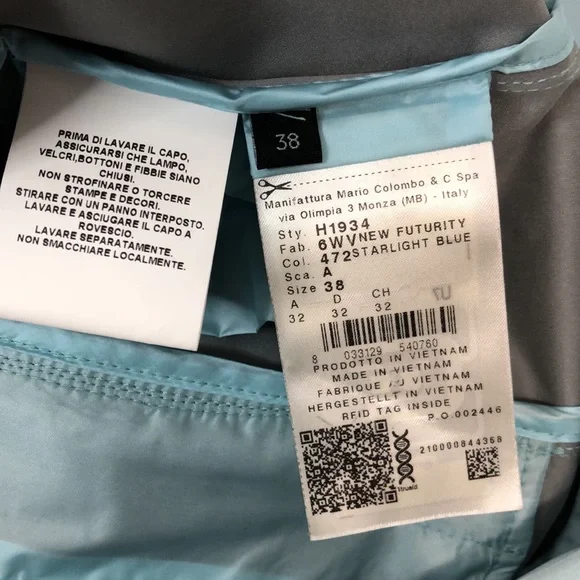 PRIMA DI LAVARE IL CAPO,
ASSICURARSI CHE LAMPO,
VELCRI,BOTTONI E FIBBIE SIANO
CHIUSI.
NON STROFINARE O TORCERE
STAMPE E DECORI.
STIRARE CON UN PANNO INTERPOSTO.
LAVARE E ASCIUGARE IL CAPO A
ROVESCIO.
LAVARE SEPARATAMENTE.
NON SMACCHIARE LOCALMENTE.
38
Manifattura Mario Colombo & C Spa
via Olimpia 3 Monza (MB) - Italy
Sty. H1934
Fab. 6WVNEW FUTURITY
Col. 472STARLIGHT BLUE
Sca. A
Size 38
A D CH
32 32 32
8 033129 540760
PRODOTTO IN VIETNAM
MADE IN VIETNAM
FABRIQUE AU VIETNAM
HERGESTELLT IN VIETNAM
RFID TAG INSIDE
P.O.002446
210000844368
1trueid